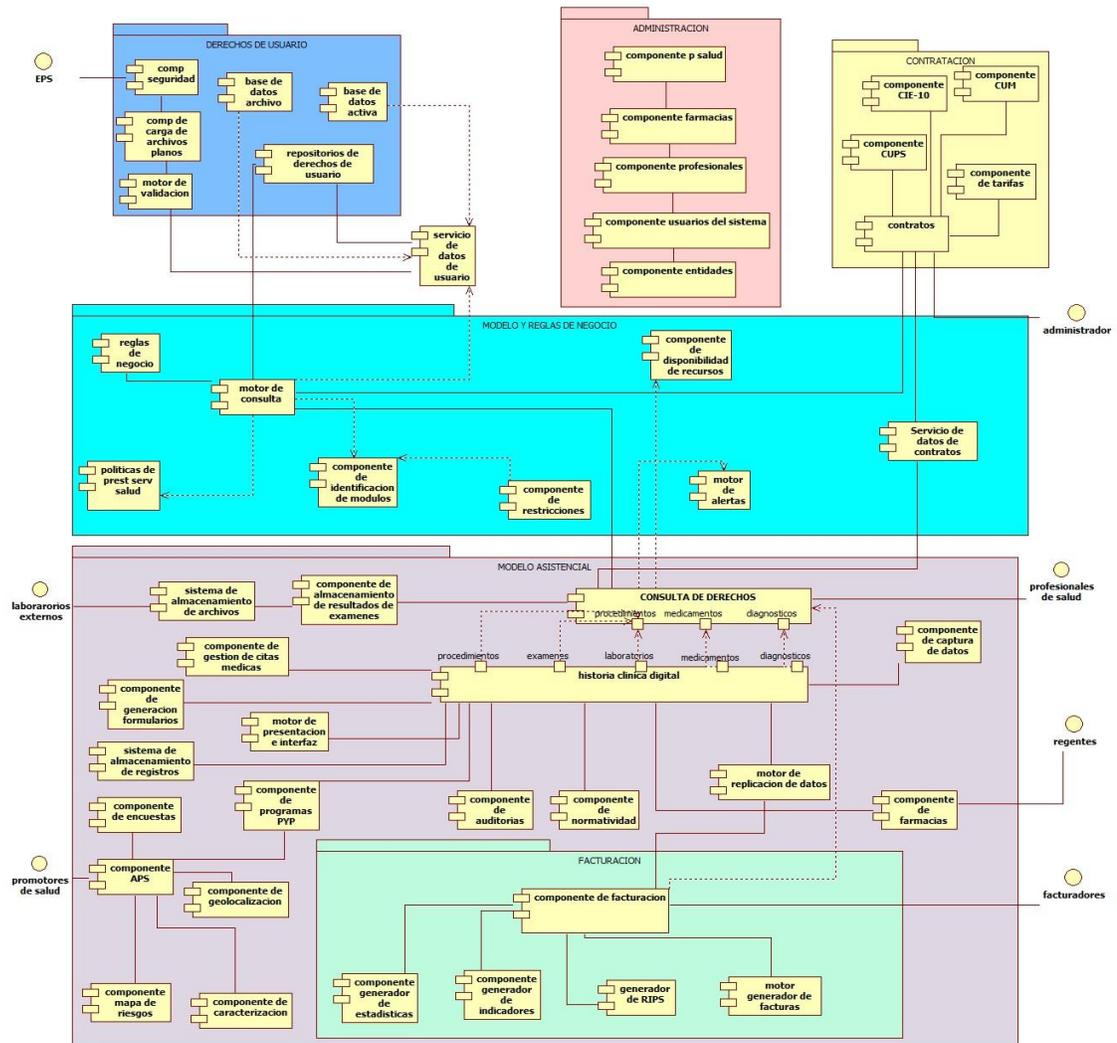 DERECHOS DE USUARIO
EPS
comp
seguridad
base de
datos
archivo
base de
datos
activa
comp de
carga de
archivos
planos
repositorios de
derechos de
usuario
motor de
validacion
servicio
de
datos
de
usuario
ADMINISTRACION
componente p salud
componente farmacias
componente profesionales
componente usuarios del sistema
componente entidades
CONTRATACION
componente
CIE-10
componente
CUM
componente
CUPS
componente
de tarifas
contratos
administrador
MODELO Y REGLAS DE NEGOCIO
reglas
de
negocio
componente
de
disponibilidad
de recursos
motor de
consulta
Servicio de
datos de
contratos
politicas de
prest serv
salud
componente
de
identificacion
de modulos
componente
de
restricciones
motor
de
alertas
MODELO ASISTENCIAL
laborarorios
externos
sistema de
almacenamiento
de archivos
componente de
almacenamiento
de resultados de
examenes
CONSULTA DE DERECHOS
procedimientos
medicamentos
diagnosticos
profesionales
de salud
componente de
gestion de citas
medicas
procedimientos
examenes
laboratorios
medicamentos
diagnosticos
historia clinica digital
componente
de captura
de datos
componente
de
generacion
formularios
motor de
presentacion
e interfaz
sistema de
almacenamiento
de registros
regentes
componente
de
programas
PYP
motor de
replicacion de datos
componente
de encuestas
componente
de
auditorias
componente
de
normatividad
componente
de
farmacias
promotores
de salud
componente
APS
componente de
geolocalizacion
FACTURACION
componente de facturacion
facturadores
componente
mapa de
riesgos
componente de
caracterizacion
componente
generador
de
estadisticas
componente
generador
de
indicadores
generador
de RIPS
motor
generador de
facturas